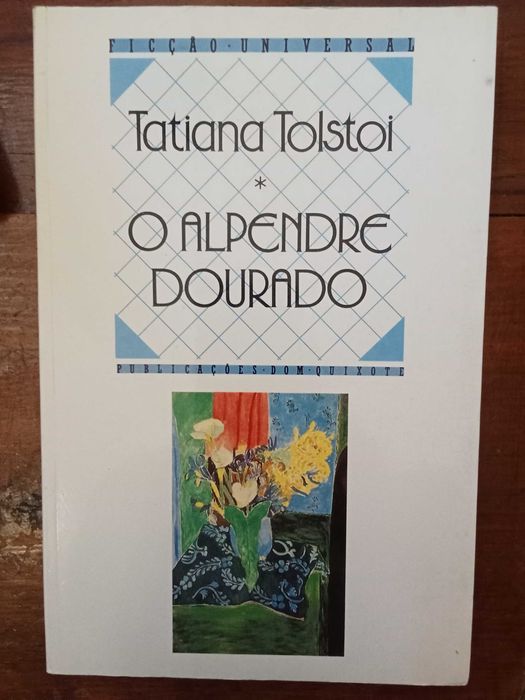 FICÇÃO · UNIVERSAL
Tatiana Tolstoi
*
O ALPENDRE
DOURADO
PUBLICAÇÕES · DOM · QUIXOTE